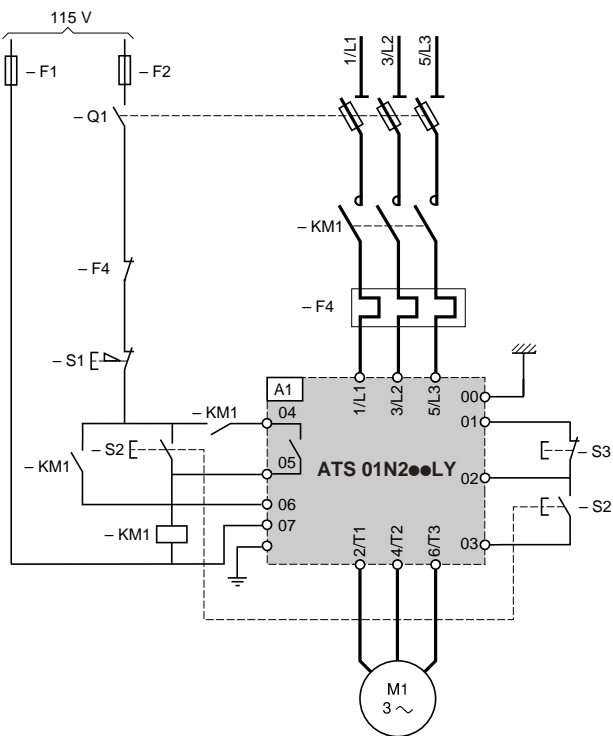 115 V
– F1
– F2
1/L1
3/L2
5/L3
– Q1
– KM1
– F4
– F4
– S1
A1
1/L1
3/L2
5/L3
00
– KM1
04
01
– S2
– S3
– KM1
05
ATS 01N2●●LY
02
06
– S2
– KM1
07
2/T1
4/T2
6/T3
03
M1
3 ~